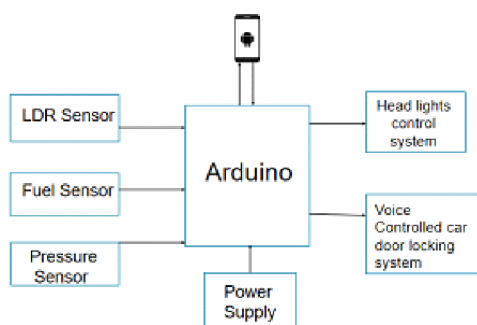 LDR Sensor
Fuel Sensor
Pressure
Sensor
Arduino
Power
Supply
Head lights
control
system
Voice
Controlled car
door locking
system